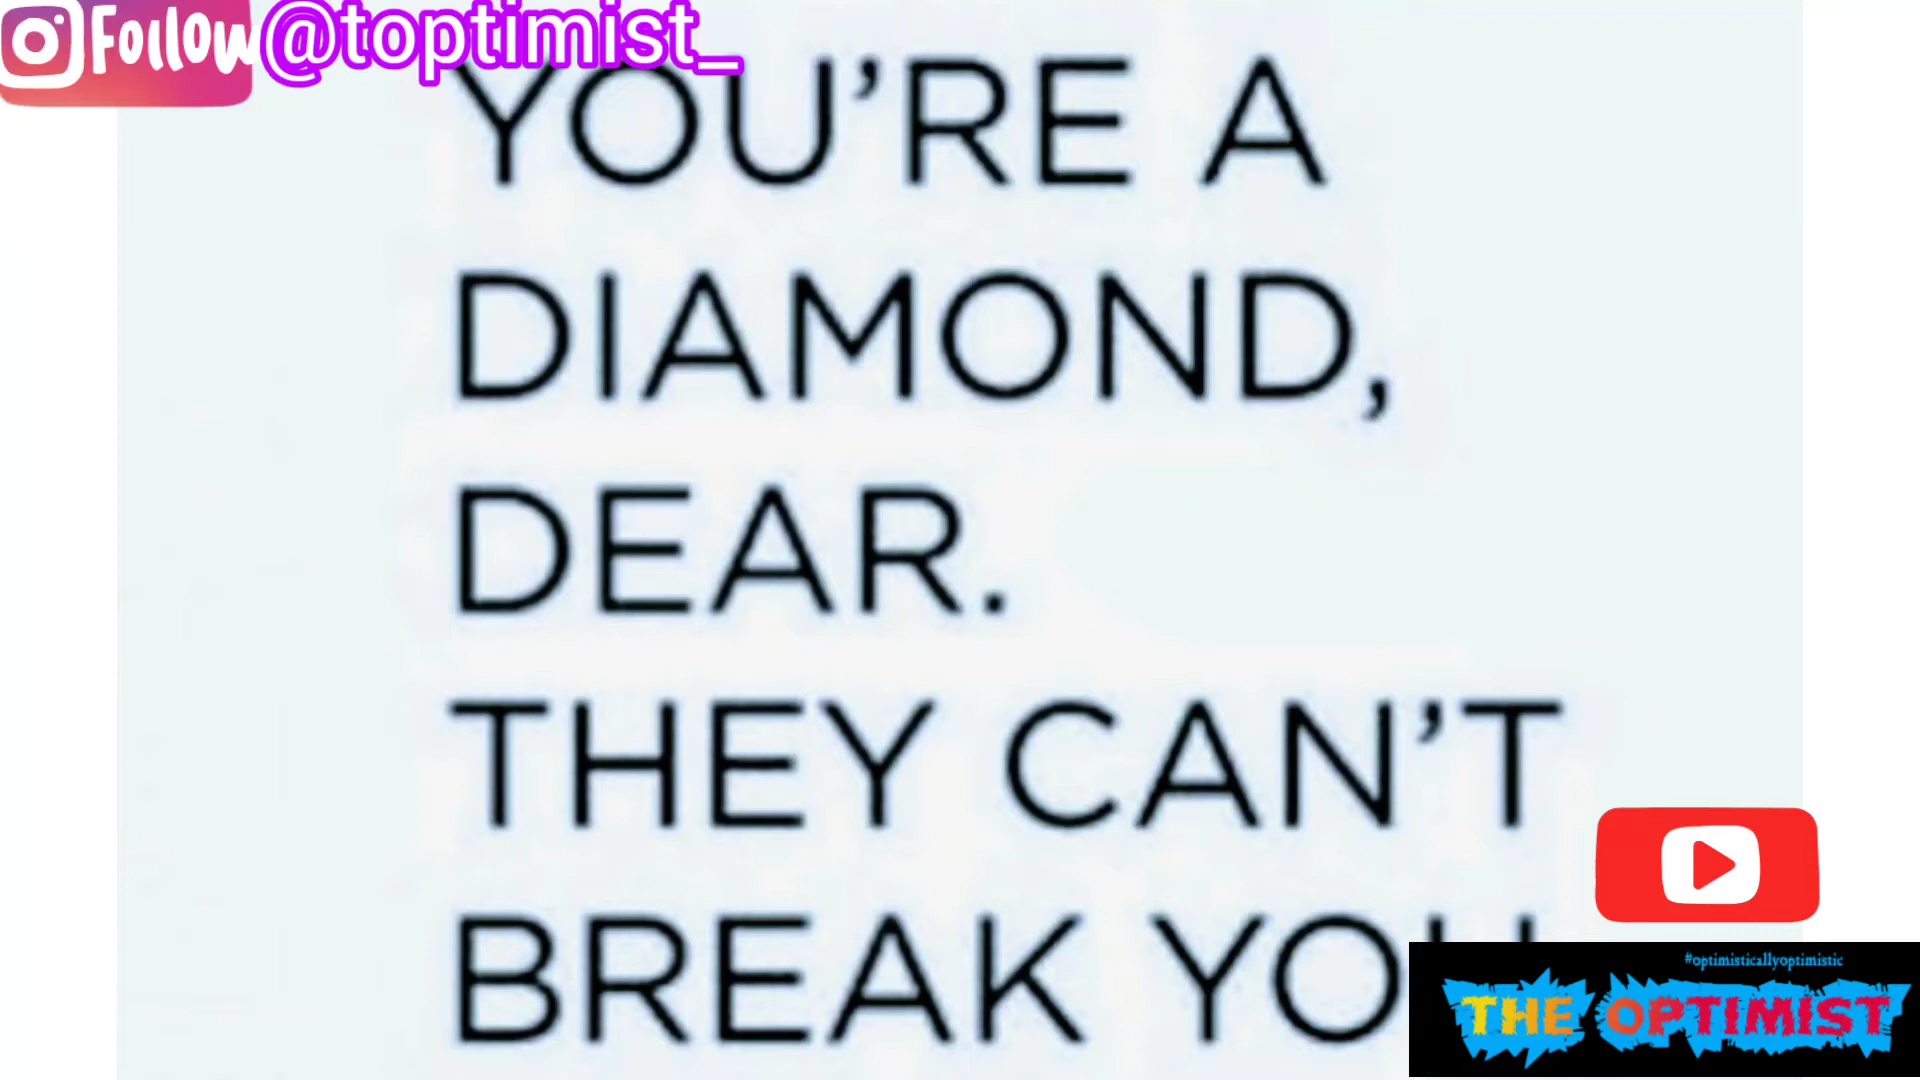 Follow @toptimist_
YOU'RE A
DIAMOND,
DEAR.
THEY CAN'T
BREAK
#optimisticallyoptimistic
THE OPTIMIST